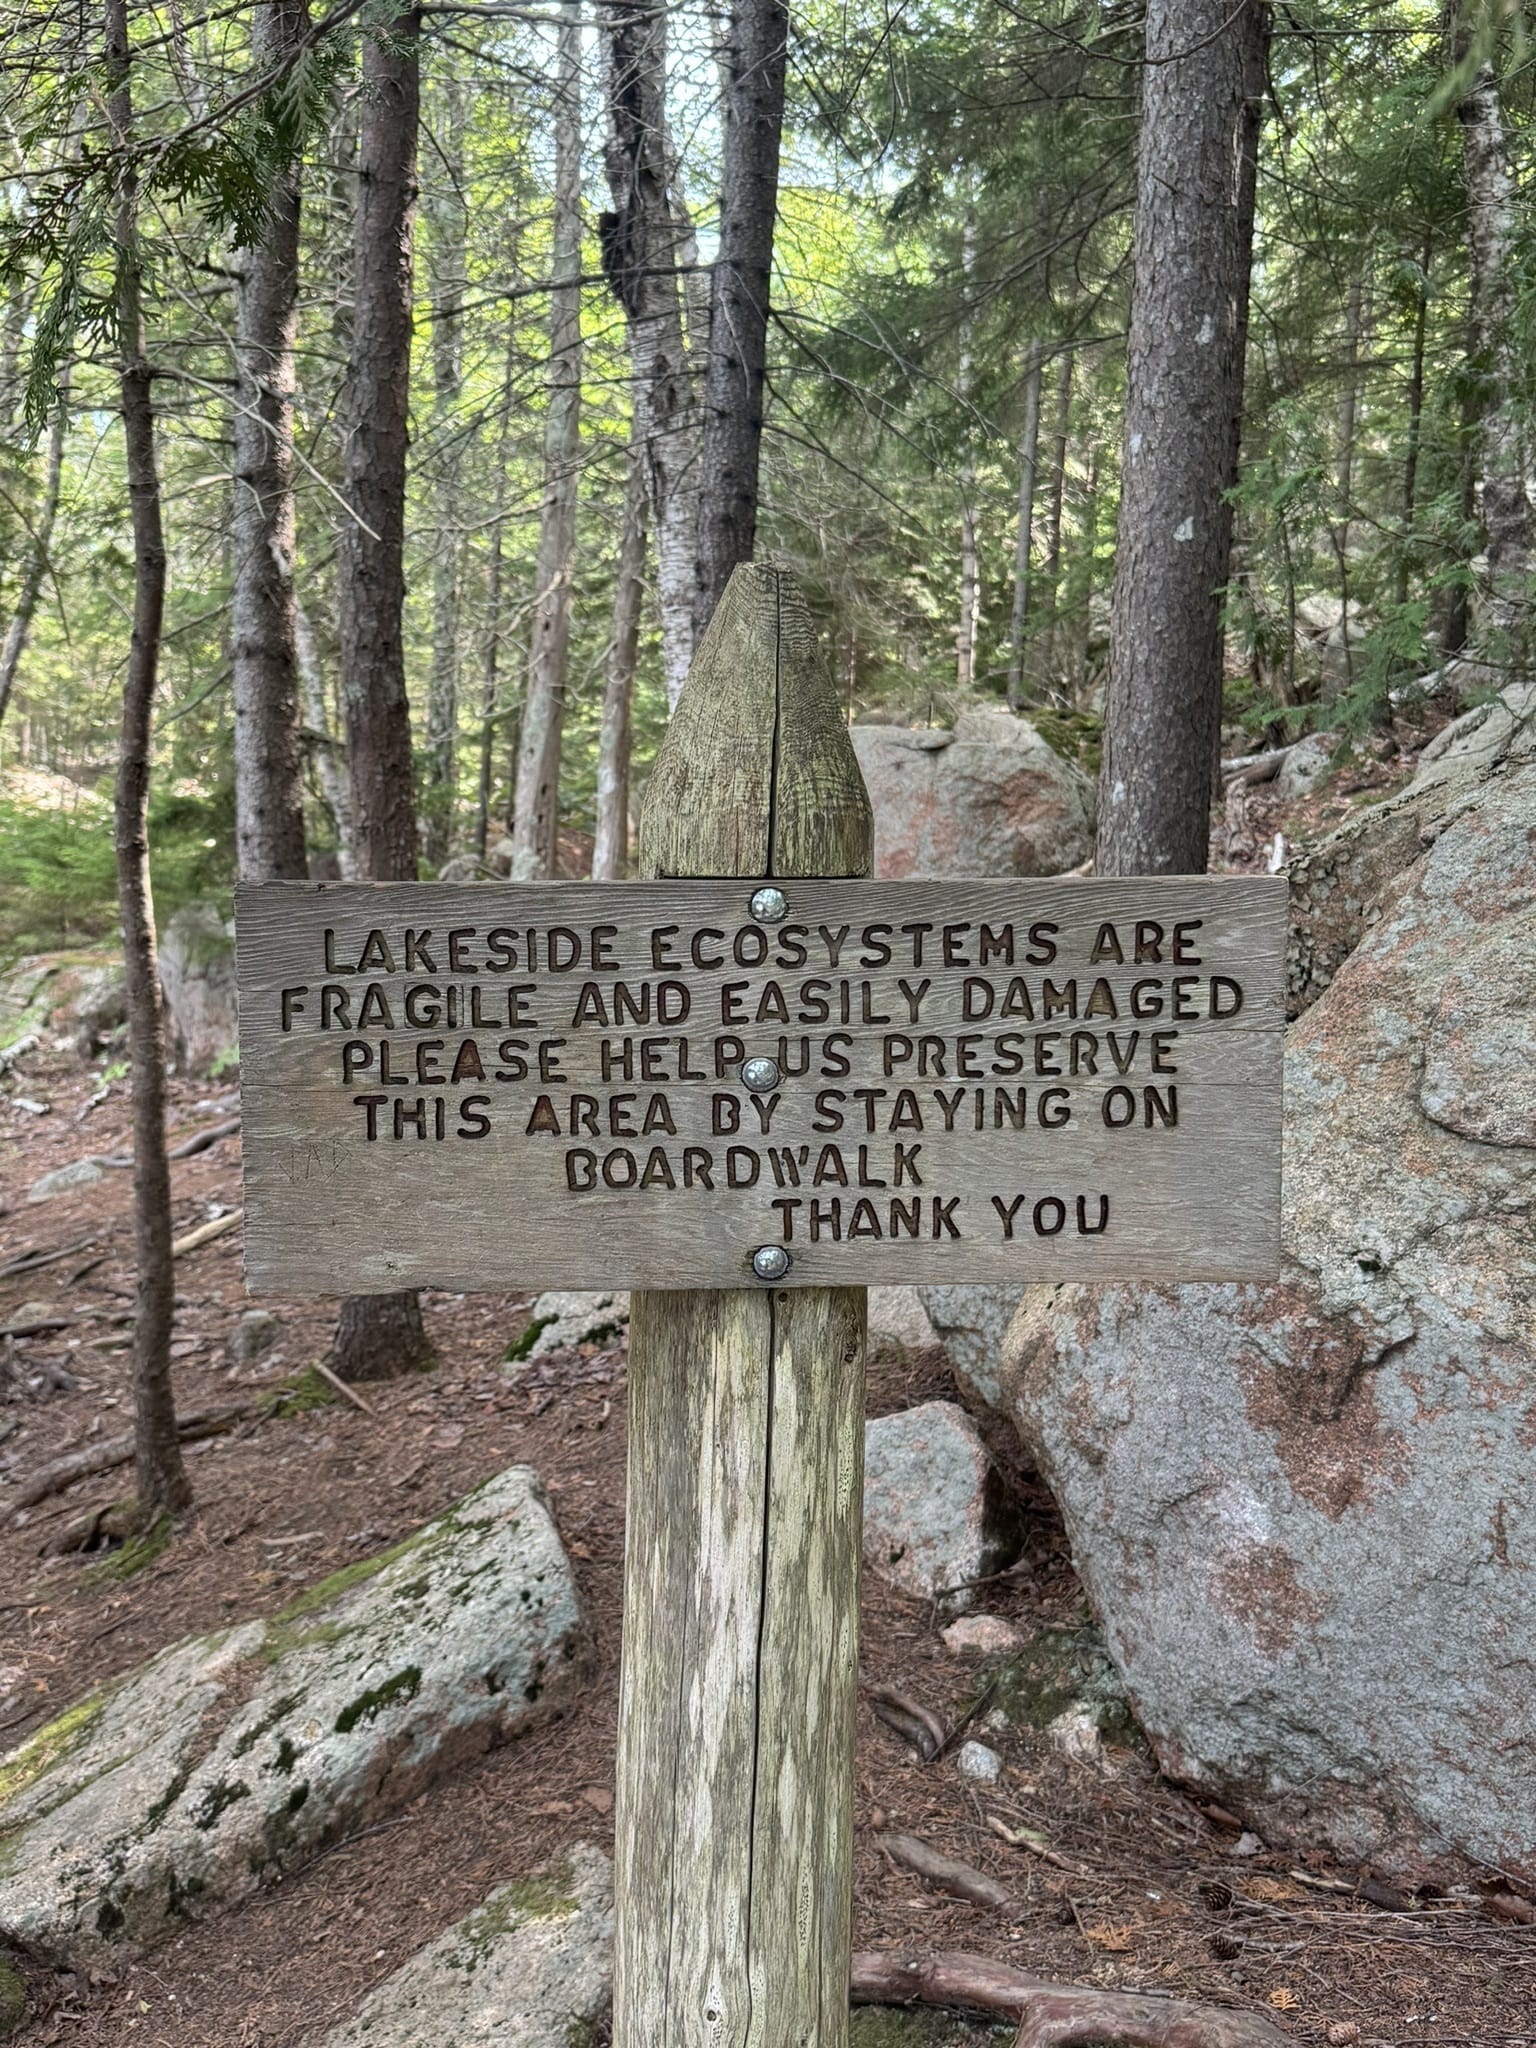 LAKESIDE ECOSYSTEMS ARE
FRAGILE AND EASILY DAMAGED
PLEASE HELP US PRESERVE
THIS AREA BY STAYING ON
BOARDWALK
THANK YOU